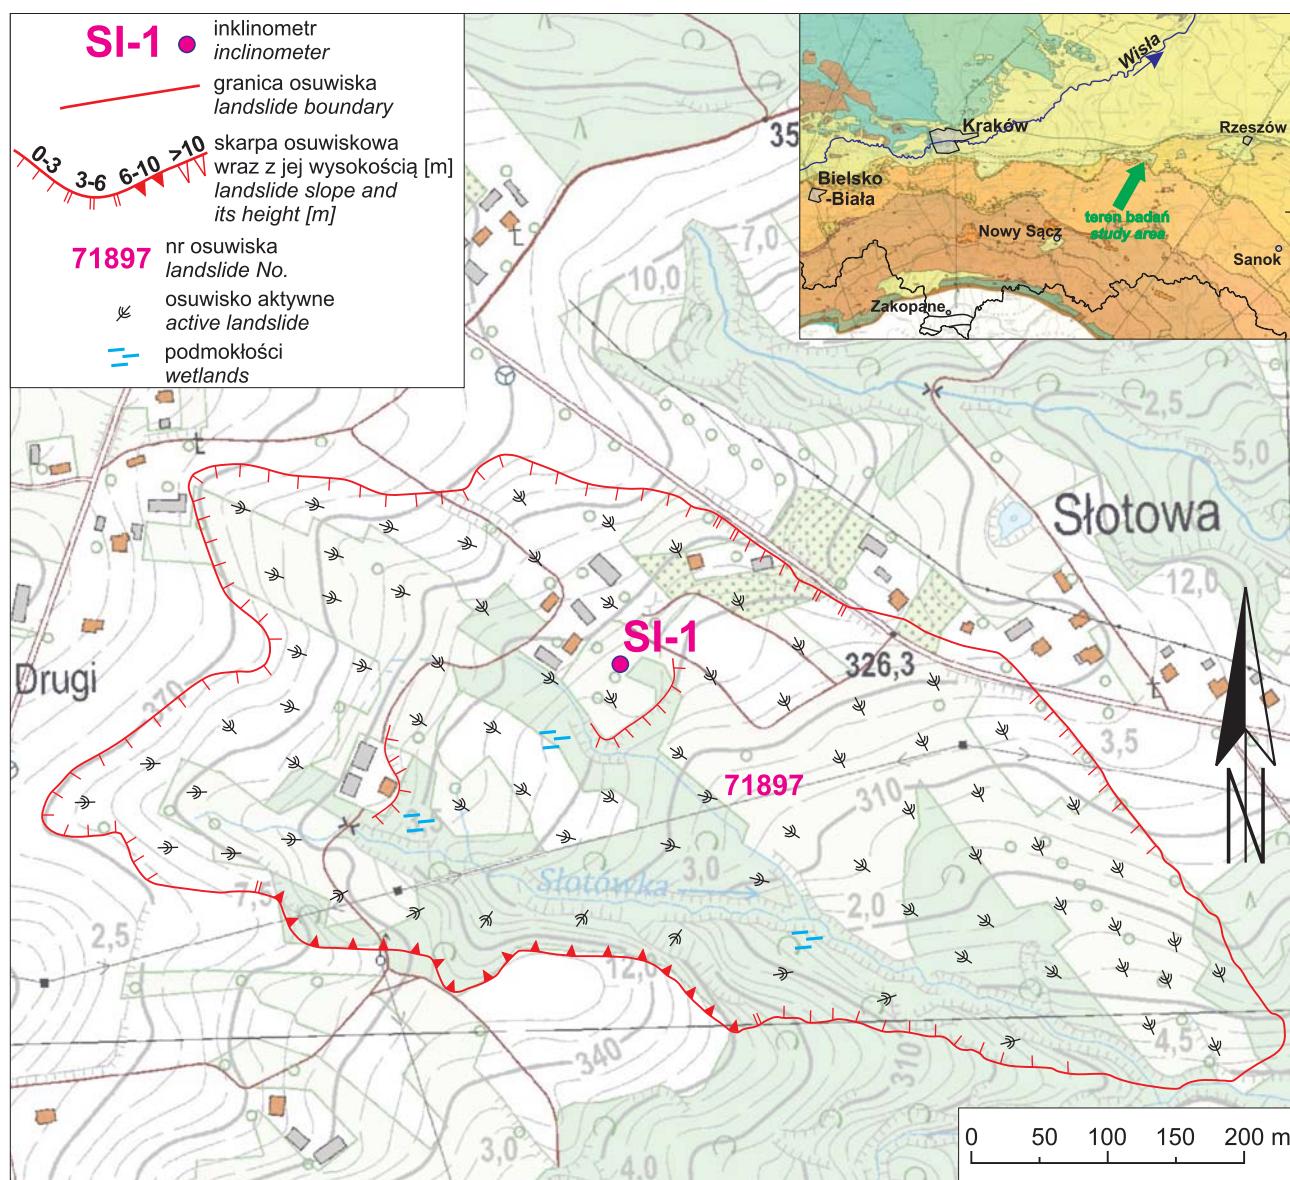 SI-1
inklinometr
inclinometer
granica osuwiska
landslide boundary
0-3
3-6
6-10
>10
skarpa osuwiskowa
wraz z jej wysokością [m]
landslide slope and
its height [m]
71897
nr osuwiska
landslide No.
osuwisko aktywne
active landslide
podmokłości
wetlands
Wisła
Kraków
Rzeszów
Bielsko
-Biała
teren badań
study area
Nowy Sącz
Sanok
Zakopane
35
7,0
10,0
2,5
5,0
Słotowa
12,0
SI-1
326,3
Drugi
370
3,5
71897
310
Słotówka
3,0
2,0
7,5
2,5
12,0
340
310
4,5
3,0
4,0
N
0 50 100 150 200 m